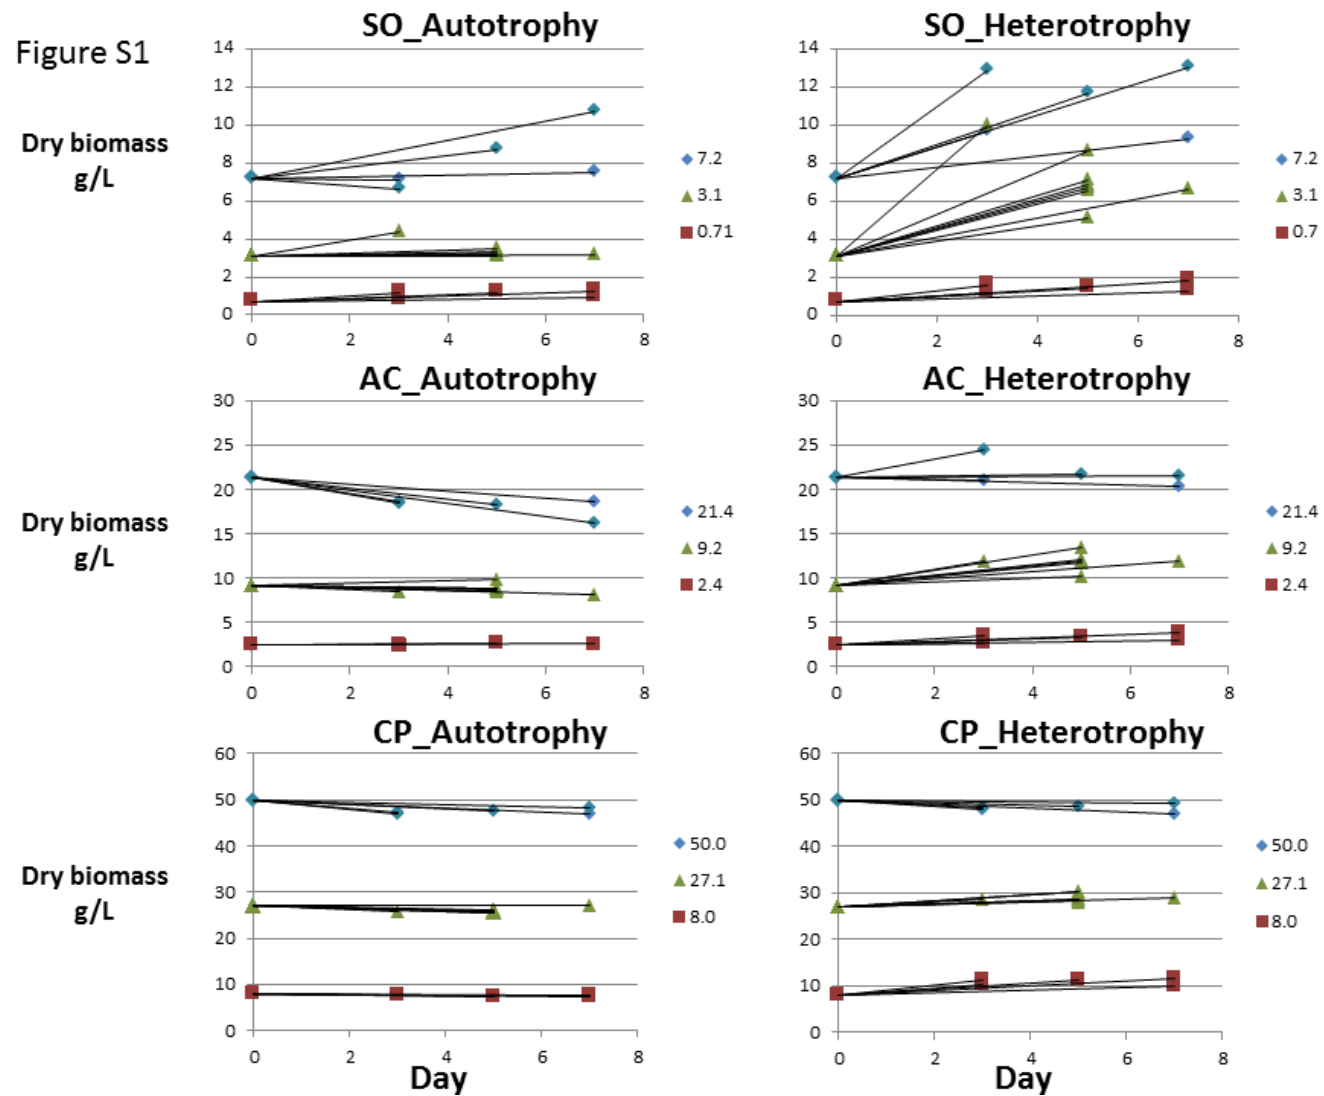 Figure S1
SO_Autotrophy
14
12
10
8
6
4
2
0
0 2 4 6 8
Dry biomass
g/L
7.2
3.1
0.71
SO_Heterotrophy
14
12
10
8
6
4
2
0
0 2 4 6 8
7.2
3.1
0.7
AC_Autotrophy
30
25
20
15
10
5
0
0 2 4 6 8
Dry biomass
g/L
21.4
9.2
2.4
AC_Heterotrophy
30
25
20
15
10
5
0
0 2 4 6 8
21.4
9.2
2.4
CP_Autotrophy
60
50
40
30
20
10
0
0 2 4 6 8
Dry biomass
g/L
50.0
27.1
8.0
Day
CP_Heterotrophy
60
50
40
30
20
10
0
0 2 4 6 8
50.0
27.1
8.0
Day